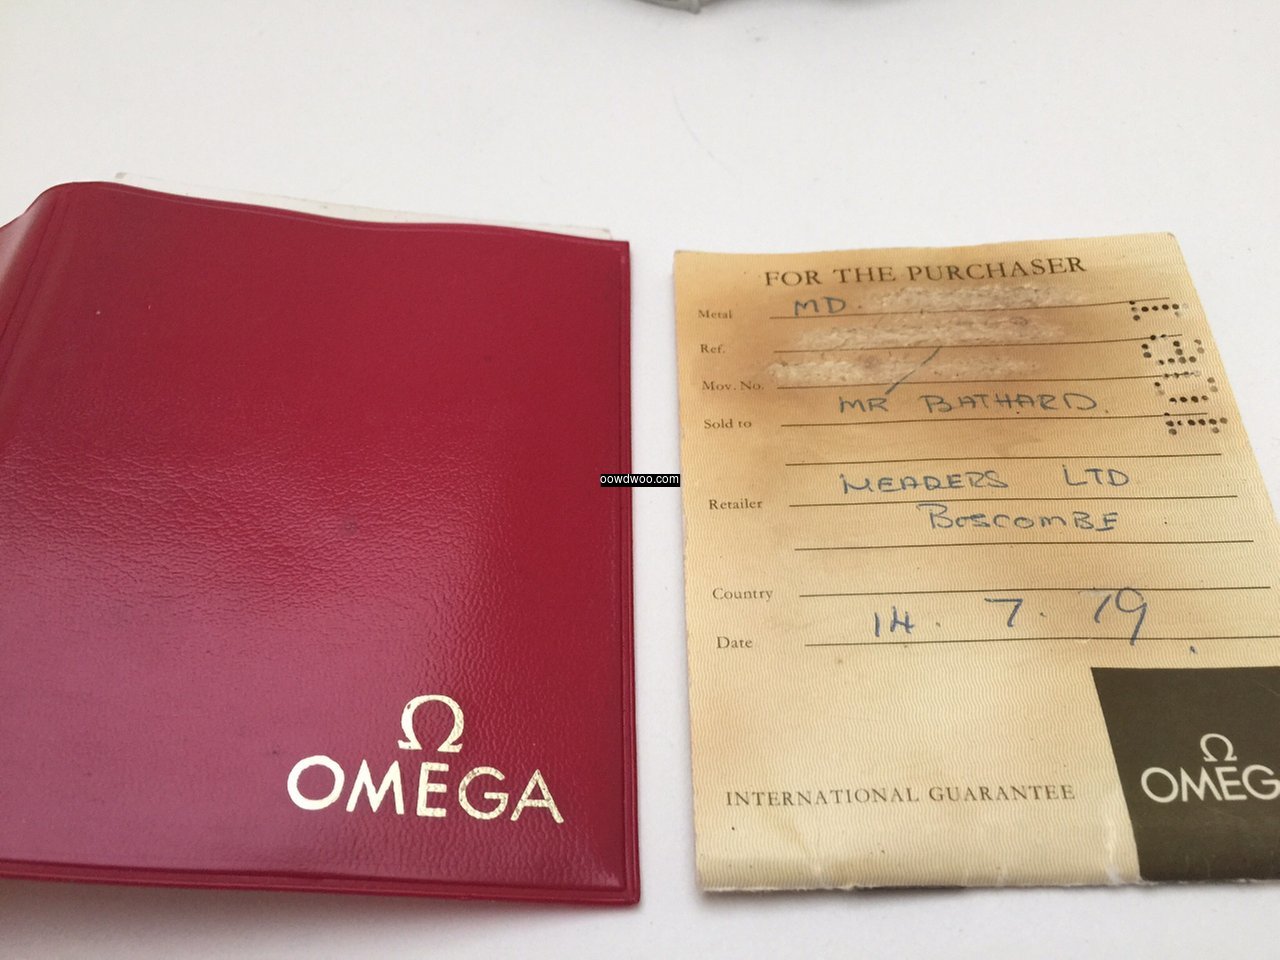 Ω
OMEGA
oowdwoo.com
FOR THE PURCHASER
Metal MD.
Ref.
Mov. No.
Sold to MR BATHARD.
Retailer MEADERS LTD
BOSCOMBE
Country
Date 14. 7. 79
INTERNATIONAL GUARANTEE
Ω
OMEG